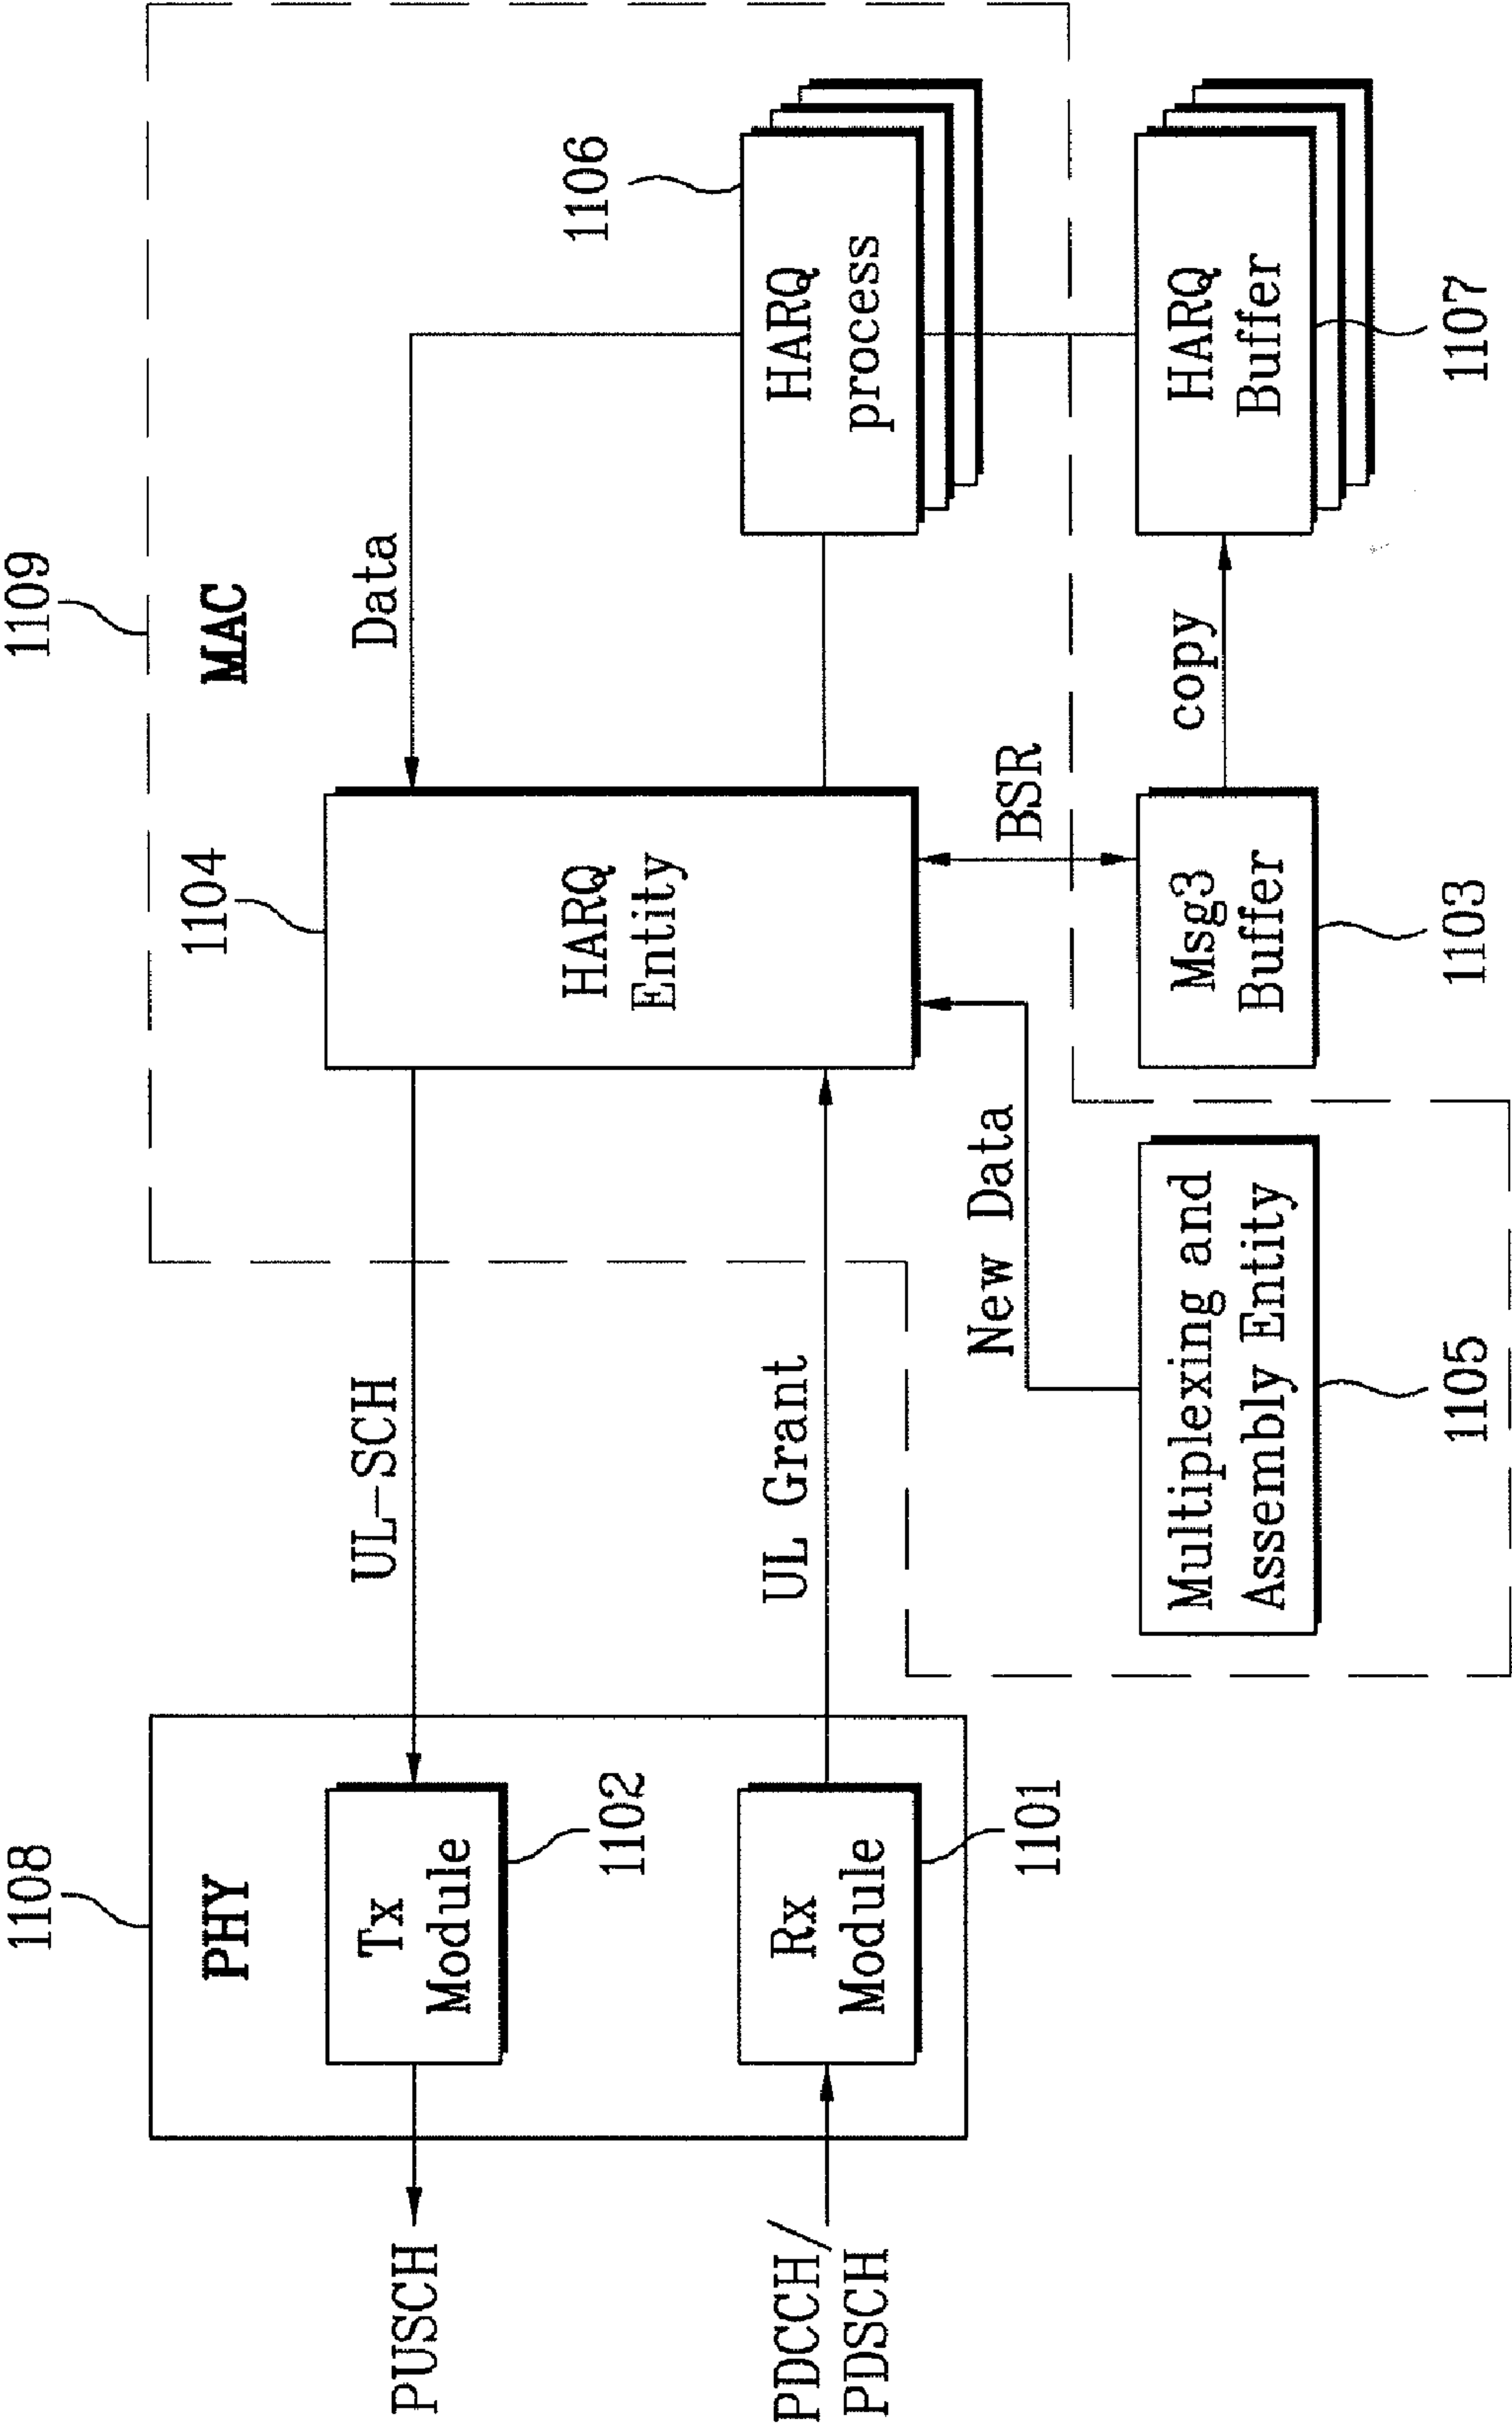 1108
1109
PHY
MAC
PUSCH
Tx
Module
1102
UL-SCH
1104
Data
HARQ
Entity
1106
PDCCH/
PDSCH
Rx
Module
1101
UL Grant
HARQ
process
New Data
BSR
Multiplexing and
Assembly Entity
1105
Msg3
Buffer
1103
copy
HARQ
Buffer
1107